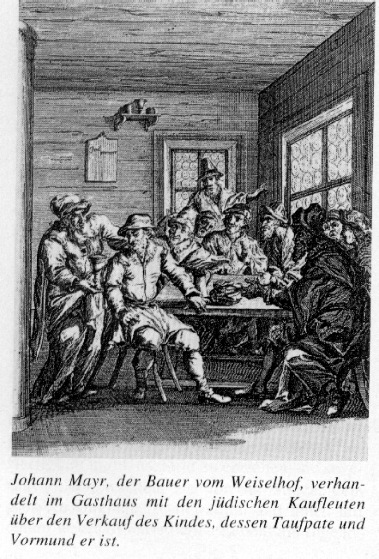 Johann Mayr, der Bauer vom Weiselhof, verhan-
delt im Gasthaus mit den jüdischen Kaufleuten
über den Verkauf des Kindes, dessen Taufpate und
Vormund er ist.